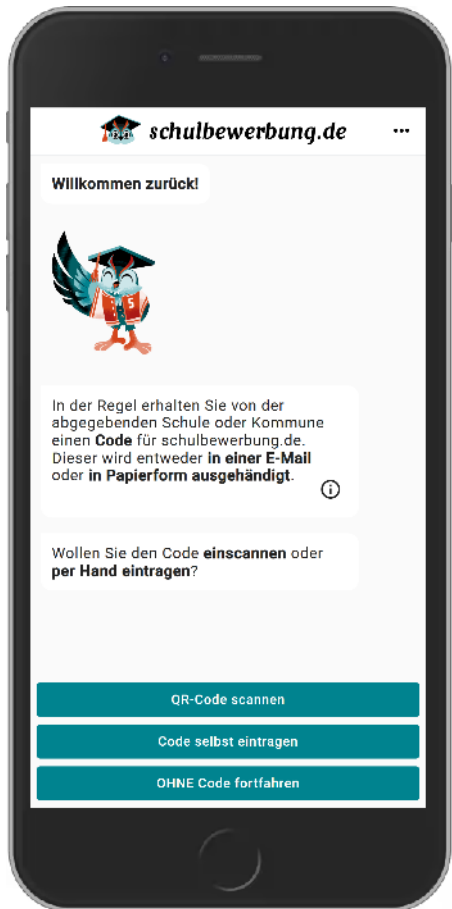 schulbewerbung.de
Willkommen zurück!
S
In der Regel erhalten Sie von der
abgegebenden Schule oder Kommune
einen Code für schulbewerbung.de.
Dieser wird entweder in einer E-Mail
oder in Papierform ausgehändigt.
Wollen Sie den Code einscannen oder
per Hand eintragen?
QR-Code scannen
Code selbst eintragen
OHNE Code fortfahren